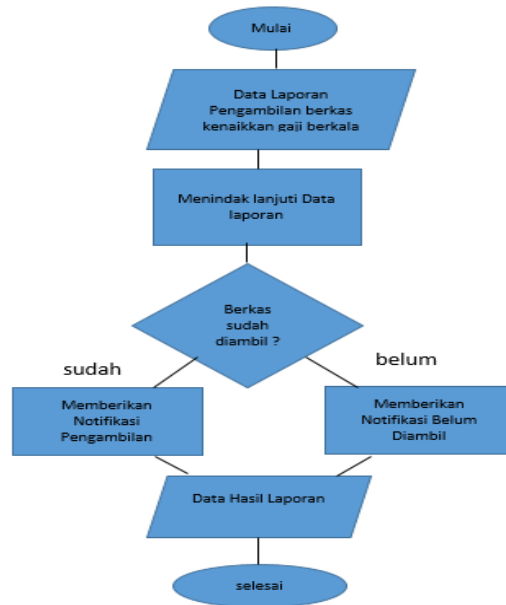 Mulai
Data Laporan
Pengambilan berkas
kenaikkan gaji berkala
Menindak lanjuti Data
laporan
Berkas
sudah
diambil ?
sudah
belum
Memberikan
Notifikasi
Pengambilan
Memberikan
Notifikasi Belum
Diambil
Data Hasil Laporan
selesai